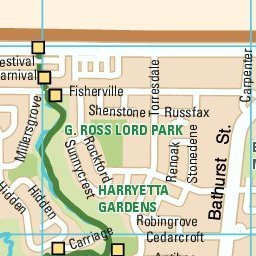 estival
arnival
Fisherville
Millersgrove
Shenstone
Russfax
Torresdale
Carpenter
G. ROSS LORD PARK
Rockford
Sunnycrest
Renoak
Stonedene
Bathurst St.
Hidden
Hidden
HARRYETTA
GARDENS
Robingrove
Carriage
Cedarcroft